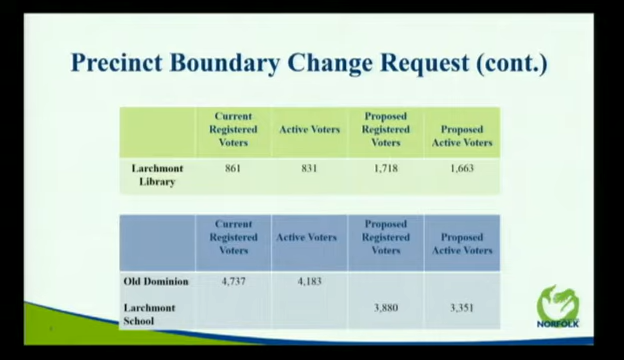 Precinct Boundary Change Request (cont.)
Current Registered Voters Active Voters Proposed Registered Voters Proposed Active Voters
Larchmont Library 861 831 1,718 1,663
Current Registered Voters Active Voters Proposed Registered Voters Proposed Active Voters
Old Dominion 4,737 4,183
Larchmont School 3,880 3,351
NORFOLK